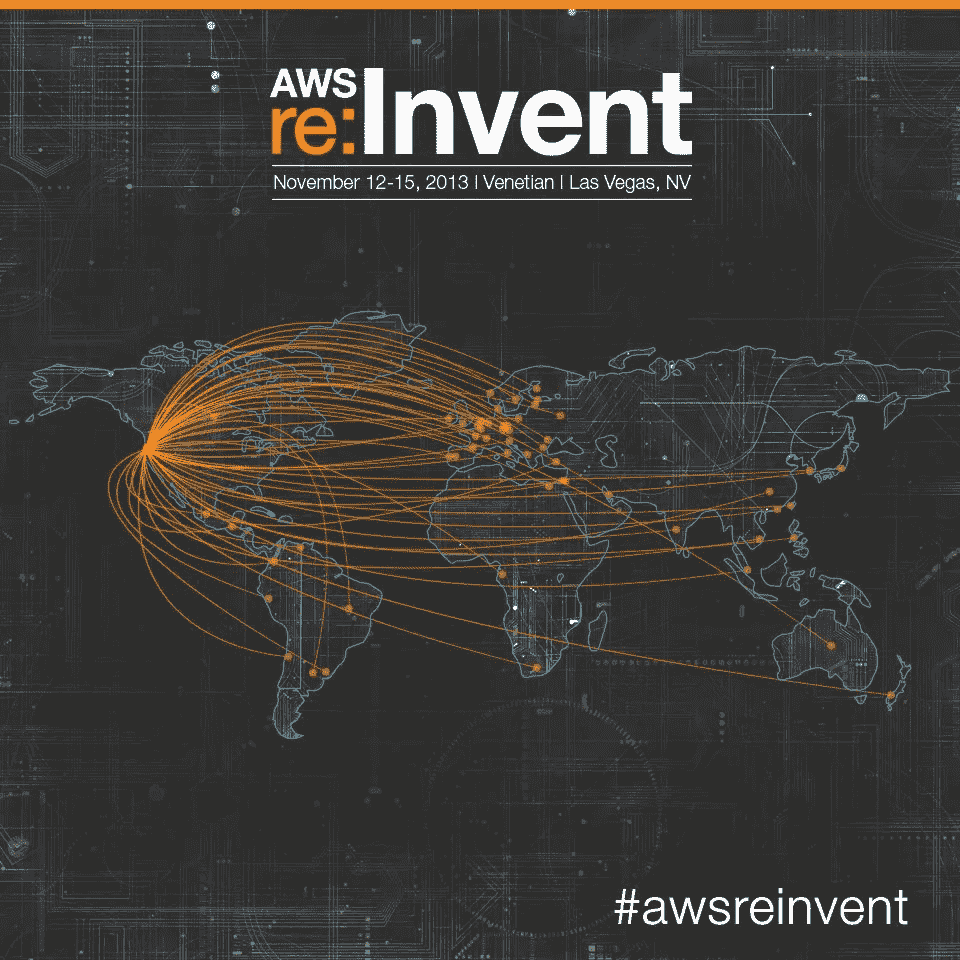 AWS
re:Invent
November 12-15, 2013 | Venetian | Las Vegas, NV
#awsreinvent